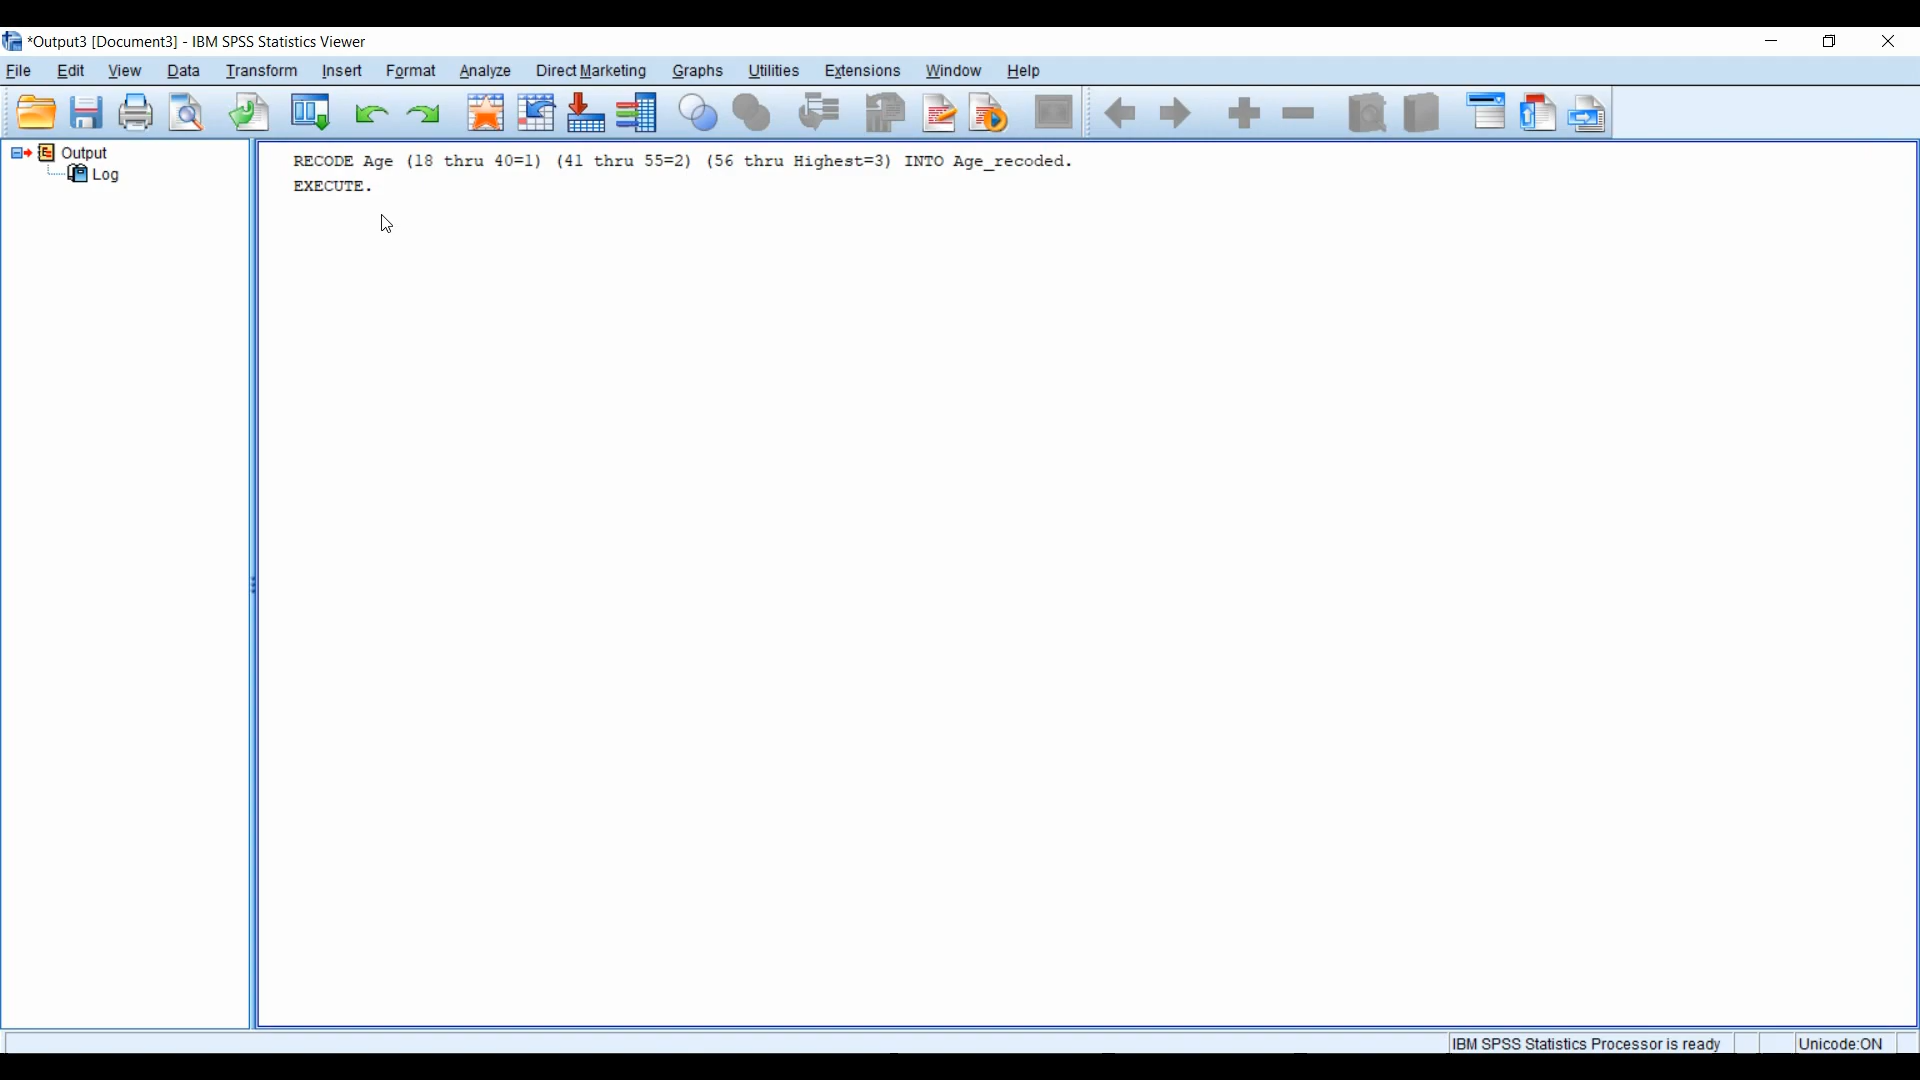 *Output3 [Document3] - IBM SPSS Statistics Viewer
File Edit View Data Transform Insert Format Analyze Direct Marketing Graphs Utilities Extensions Window Help
Output
Log
RECODE Age (18 thru 40=1) (41 thru 55=2) (56 thru Highest=3) INTO Age_recoded.
EXECUTE.
IBM SPSS Statistics Processor is ready Unicode:ON